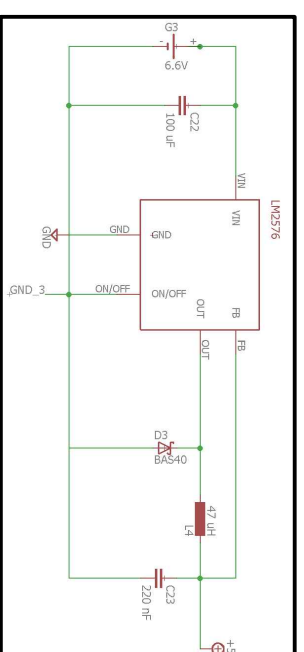 G3
- +
6.6V
C22
100 uF
VIN
VIN
LM2576
GND
GND
GND
GND_3
ON/OFF
ON/OFF
OUT
FB
OUT
FB
D3
BAS40
47 uH
L4
C23
220 nF